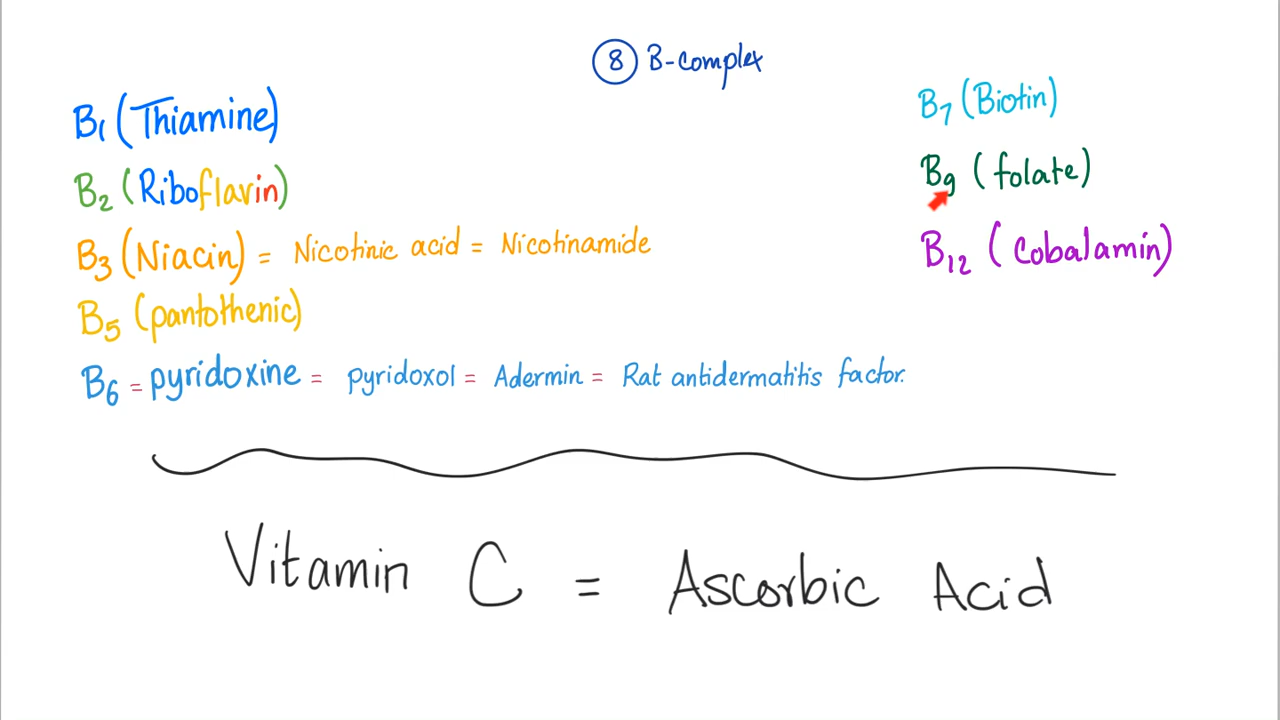 8 B-complex
B1 (Thiamine)
B2 (Riboflavin)
B3 (Niacin) = Nicotinic acid = Nicotinamide
B5 (pantothenic)
B6 = pyridoxine = pyridoxol = Adermin = Rat antidermatitis factor.
B7 (Biotin)
B9 (folate)
B12 (Cobalamin)
Vitamin C = Ascorbic Acid